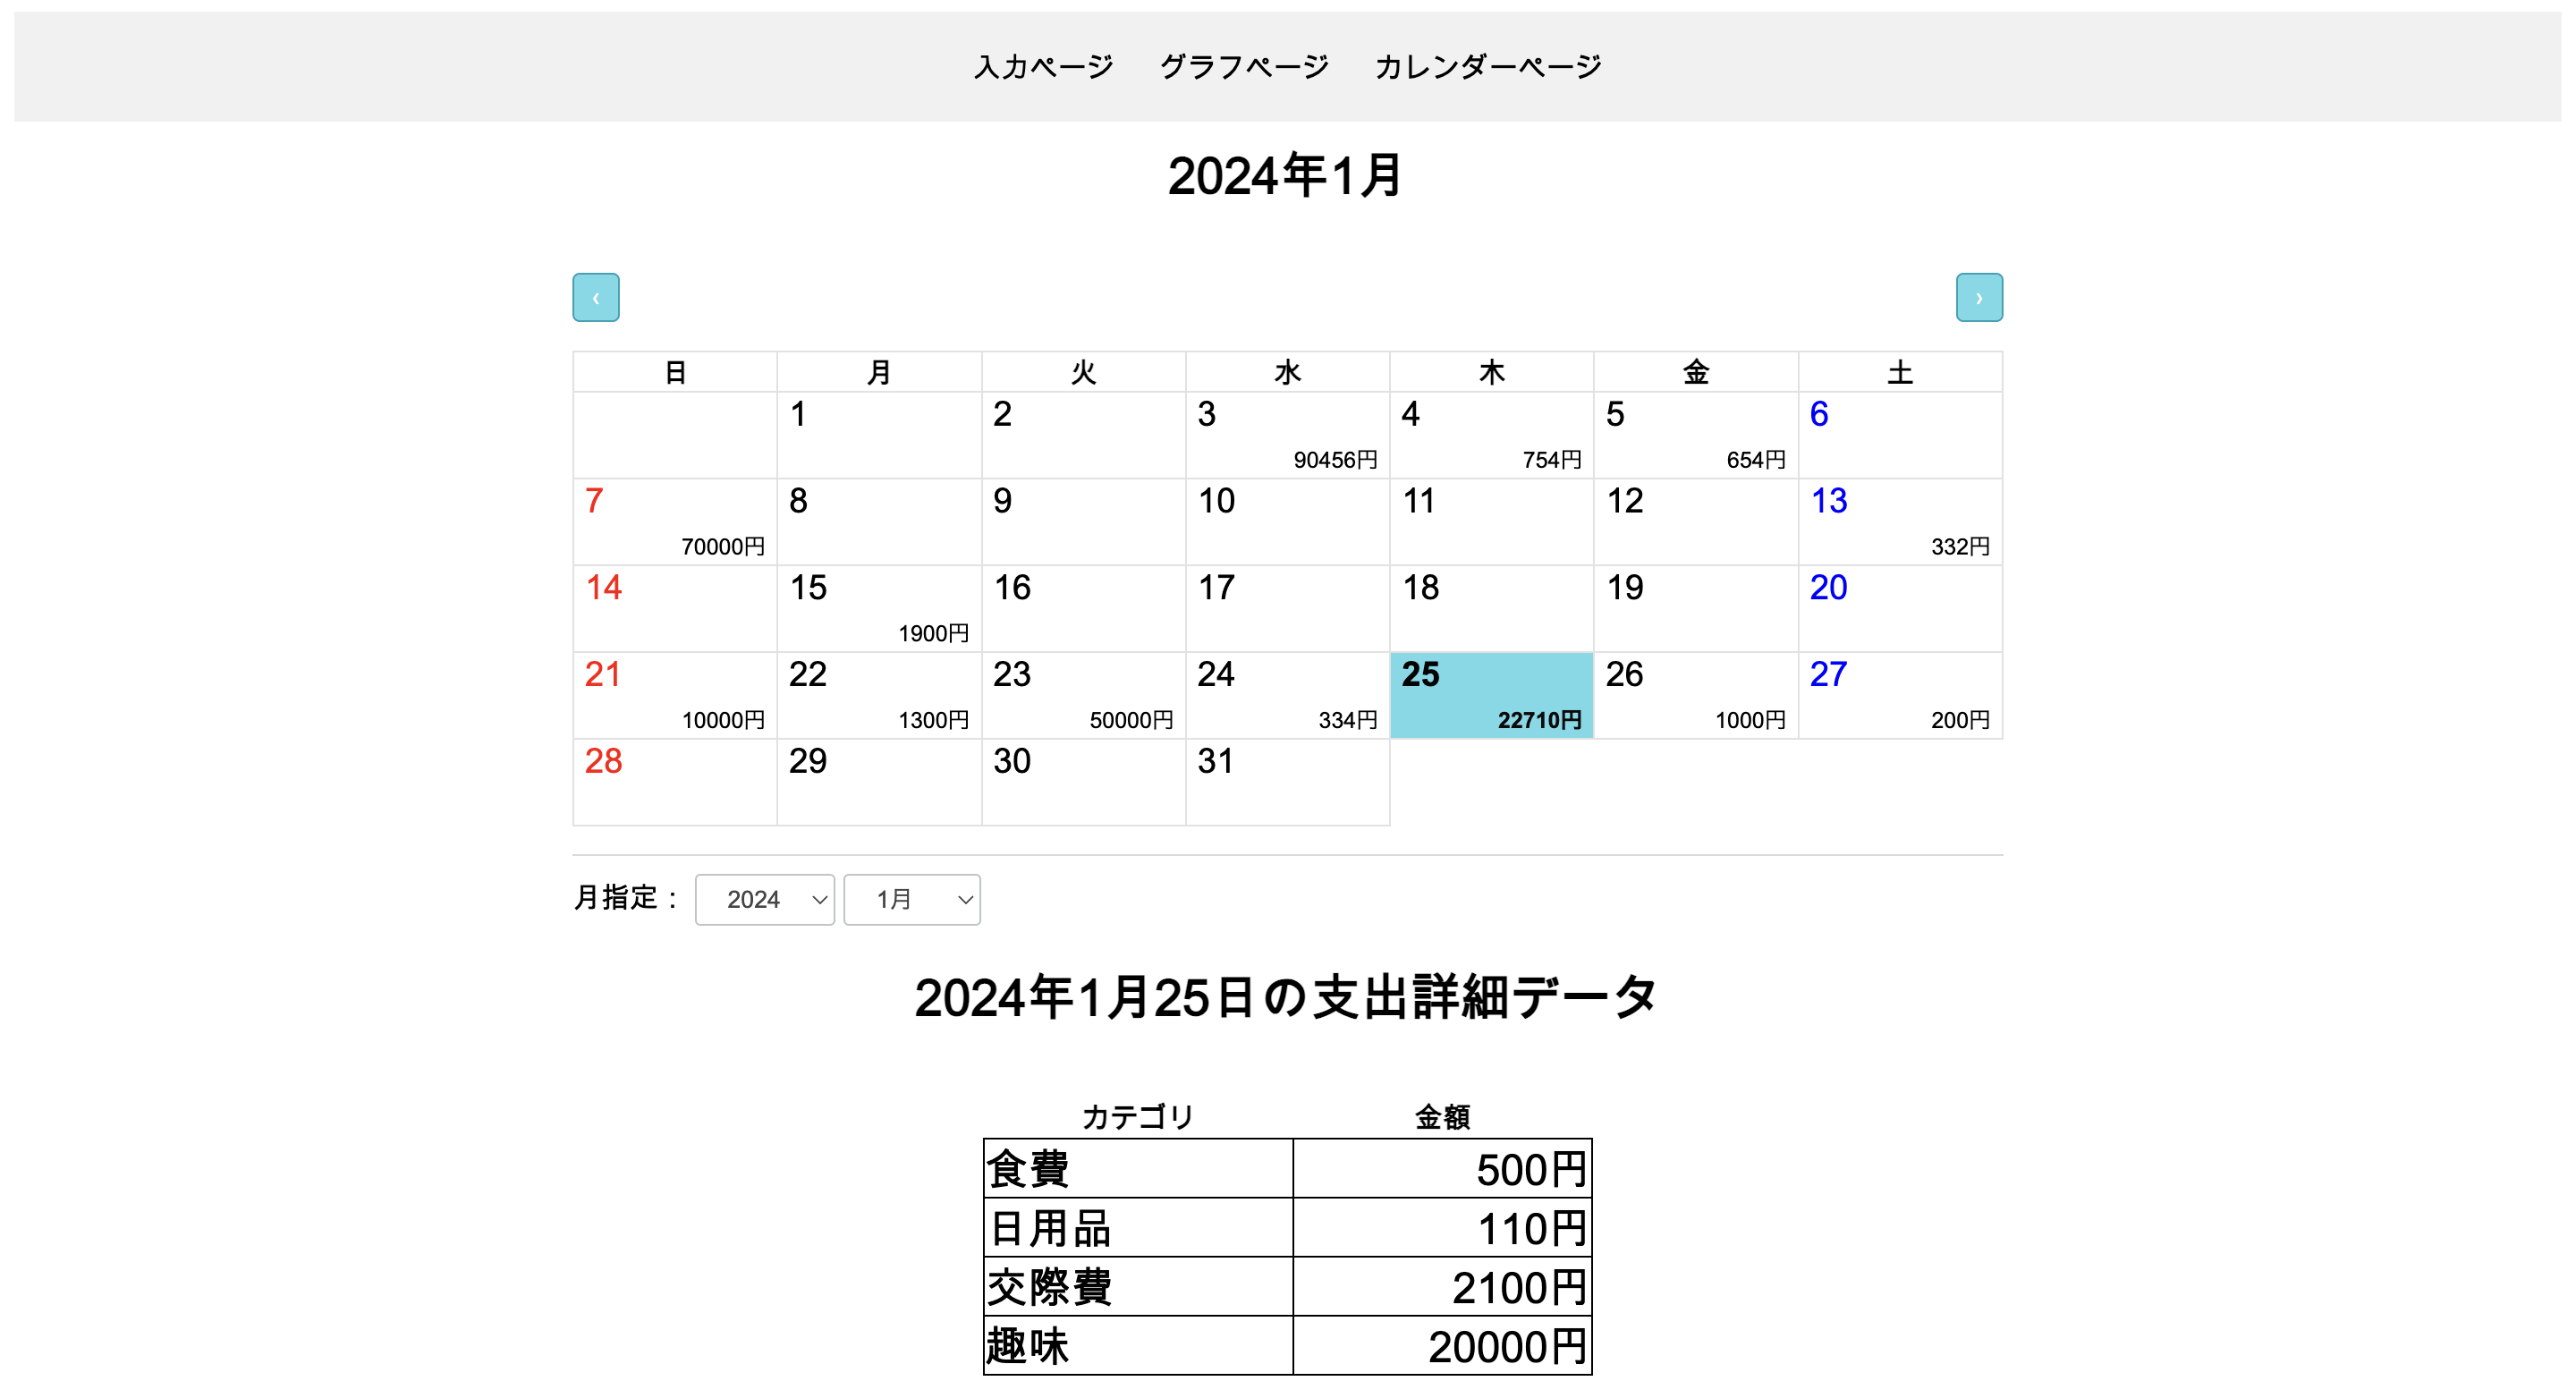 入力ページ グラフページ カレンダーページ
2024年1月
‹ ›
日 月 火 水 木 金 土
1 2 3 4 5 6
90456円 754円 654円
7 8 9 10 11 12 13
70000円 332円
14 15 16 17 18 19 20
1900円
21 22 23 24 25 26 27
10000円 1300円 50000円 334円 22710円 1000円 200円
28 29 30 31
月指定： 2024 1月
2024年1月25日の支出詳細データ
カテゴリ 金額
食費 500円
日用品 110円
交際費 2100円
趣味 20000円